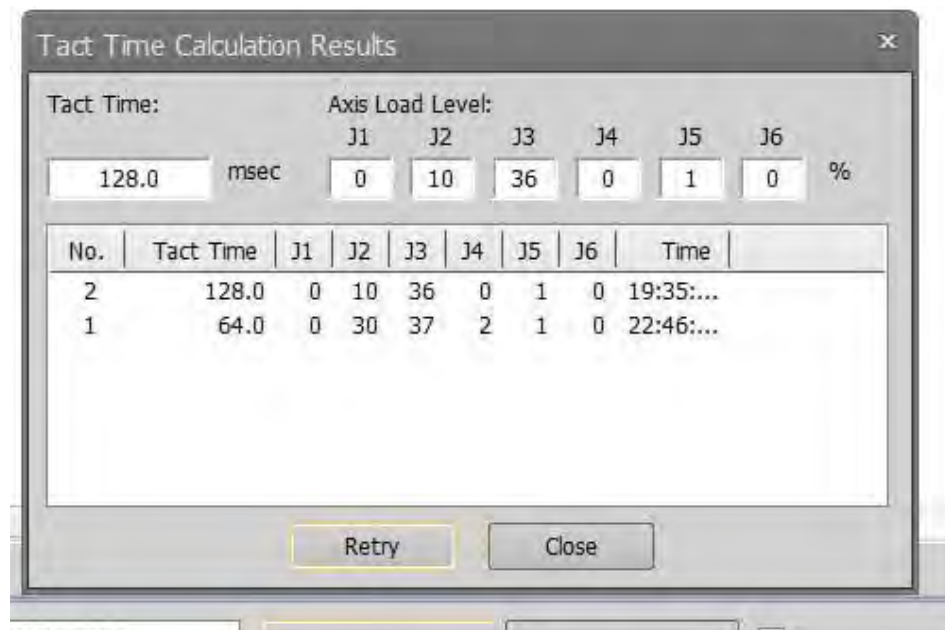 Tact Time Calculation Results ×
Tact Time: Axis Load Level:
J1 J2 J3 J4 J5 J6
128.0 msec 0 10 36 0 1 0 %
No. Tact Time J1 J2 J3 J4 J5 J6 Time
2 128.0 0 10 36 0 1 0 19:35:...
1 64.0 0 30 37 2 1 0 22:46:...
Retry Close